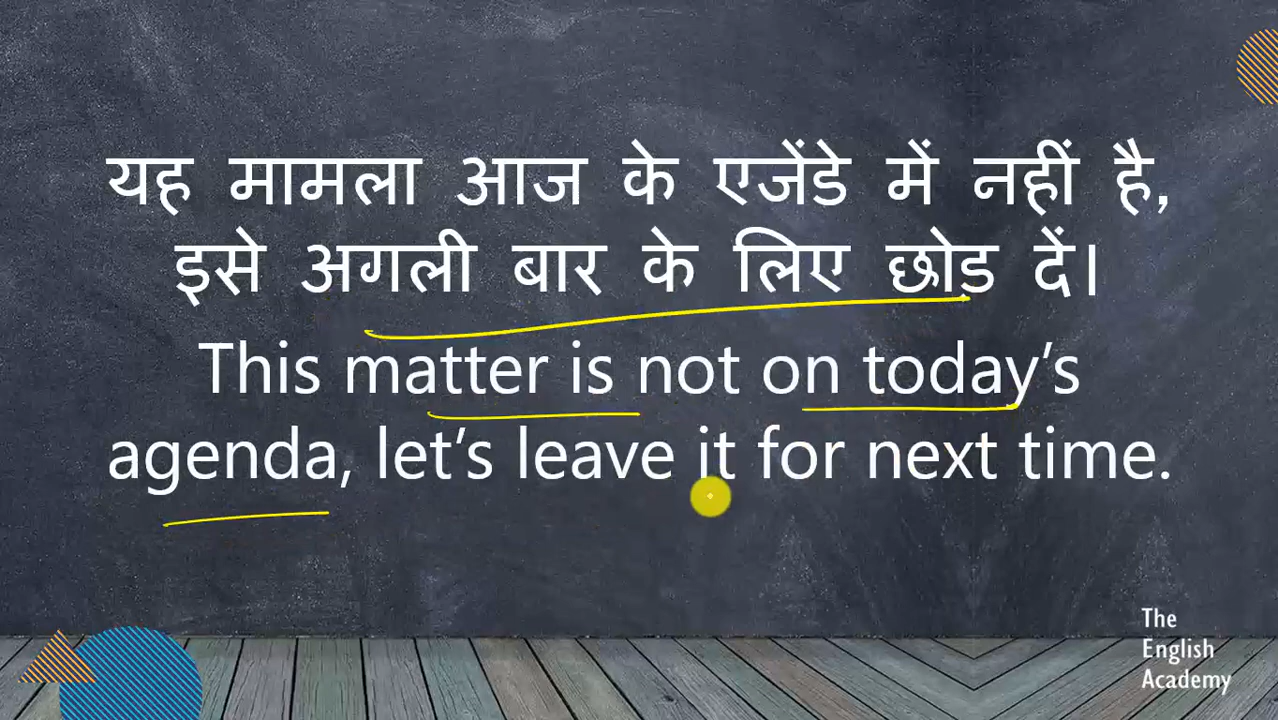 यह मामला आज के एजेंडे में नहीं है,
इसे अगली बार के लिए छोड दें।
This matter is not on today’s
agenda, let’s leave it for next time.
The
English
Academy